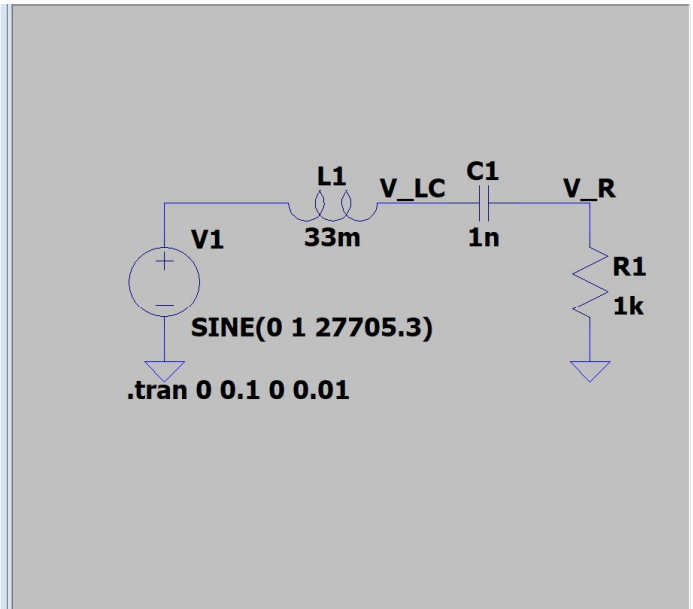 L1
V_LC
C1
V_R
V1
33m
1n
R1
1k
SINE(0 1 27705.3)
.tran 0 0.1 0 0.01